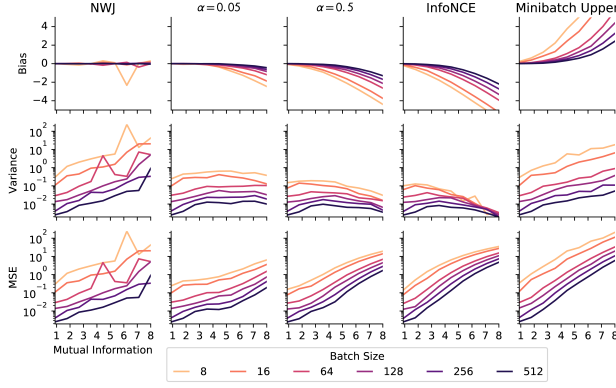 NWJ
α = 0.05
α = 0.5
InfoNCE
Minibatch Upper
Bias
4
2
0
−2
−4
Variance
10²
10¹
10⁰
10⁻¹
10⁻²
MSE
10²
10¹
10⁰
10⁻¹
10⁻²
1 2 3 4 5 6 7 8
1 2 3 4 5 6 7 8
1 2 3 4 5 6 7 8
1 2 3 4 5 6 7 8
1 2 3 4 5 6 7 8
Mutual Information
Batch Size
8 16 64 128 256 512